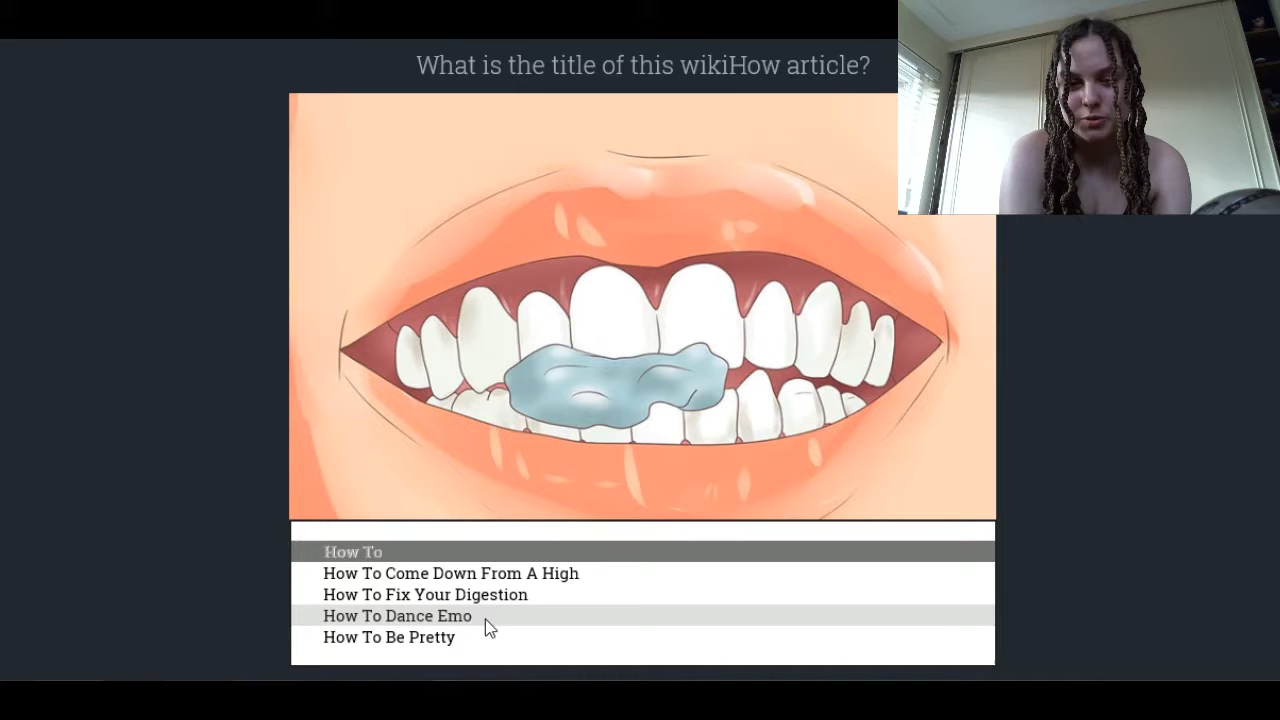 What is the title of this wikiHow article?
How To
How To Come Down From A High
How To Fix Your Digestion
How To Dance Emo
How To Be Pretty